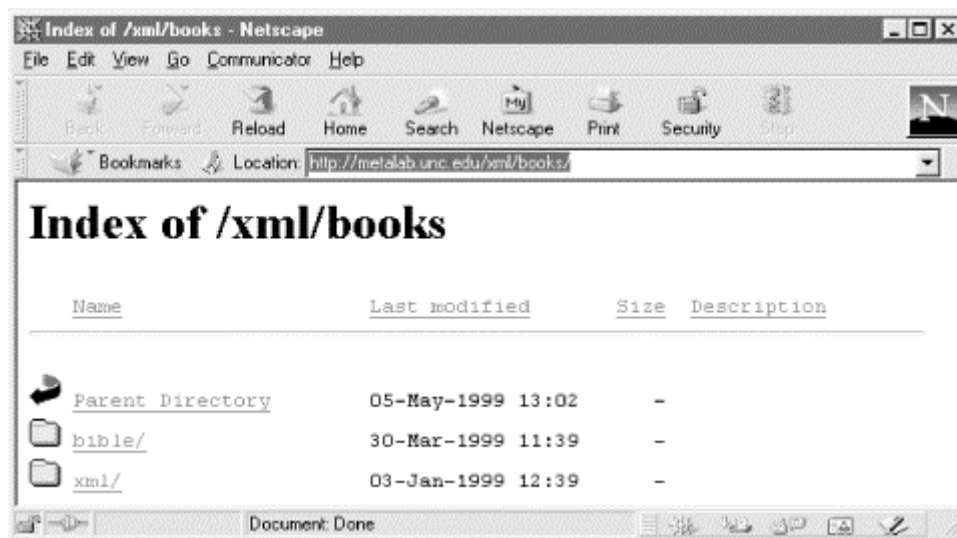 Index of /xml/books - Netscape
File Edit View Go Communicator Help
My
N
Back Forward Reload Home Search Netscape Print Security Stop
Bookmarks Location: http://metalab.unc.edu/xml/books/
Index of /xml/books
Name Last modified Size Description
Parent Directory 05-May-1999 13:02 -
bible/ 30-Mar-1999 11:39 -
xml/ 03-Jan-1999 12:39 -
Document: Done